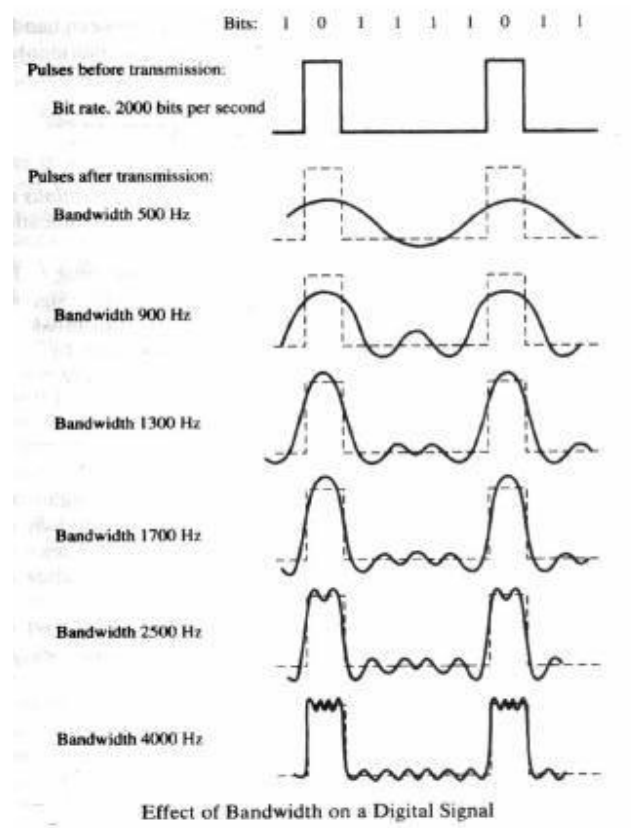 Bits: 1 0 1 1 1 1 0 1 1
Pulses before transmission:
Bit rate. 2000 bits per second
Pulses after transmission:
Bandwidth 500 Hz
Bandwidth 900 Hz
Bandwidth 1300 Hz
Bandwidth 1700 Hz
Bandwidth 2500 Hz
Bandwidth 4000 Hz
Effect of Bandwidth on a Digital Signal